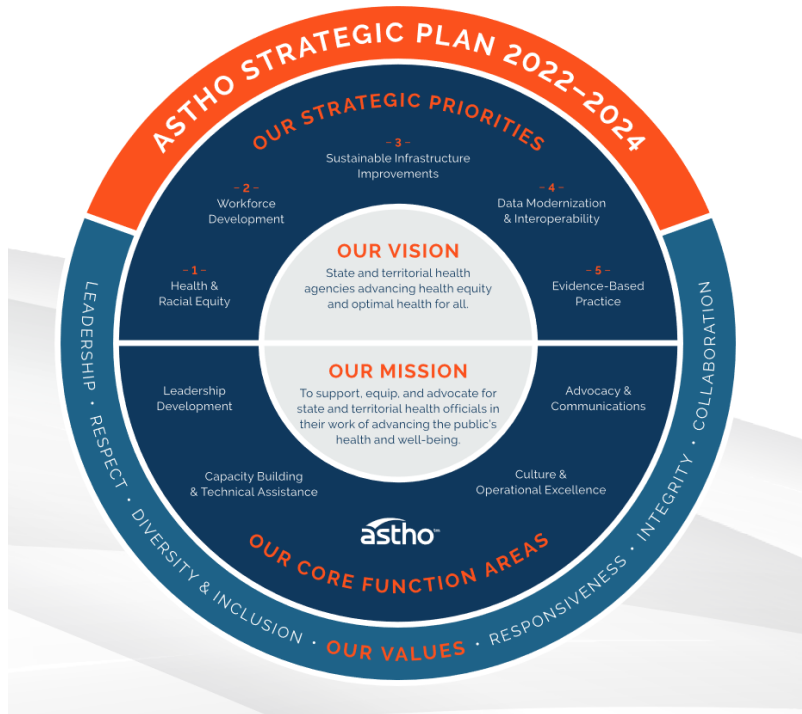 ASTHO STRATEGIC PLAN 2022–2024
OUR STRATEGIC PRIORITIES
– 1 –
Health &
Racial Equity
– 2 –
Workforce
Development
– 3 –
Sustainable Infrastructure
Improvements
– 4 –
Data Modernization
& Interoperability
– 5 –
Evidence-Based
Practice
OUR VISION
State and territorial health
agencies advancing health equity
and optimal health for all.
OUR MISSION
To support, equip, and advocate for
state and territorial health officials in
their work of advancing the public's
health and well-being.
Leadership
Development
Capacity Building
& Technical Assistance
Culture &
Operational Excellence
Advocacy &
Communications
astho™
OUR CORE FUNCTION AREAS
LEADERSHIP • RESPECT • DIVERSITY & INCLUSION • OUR VALUES • RESPONSIVENESS • INTEGRITY • COLLABORATION